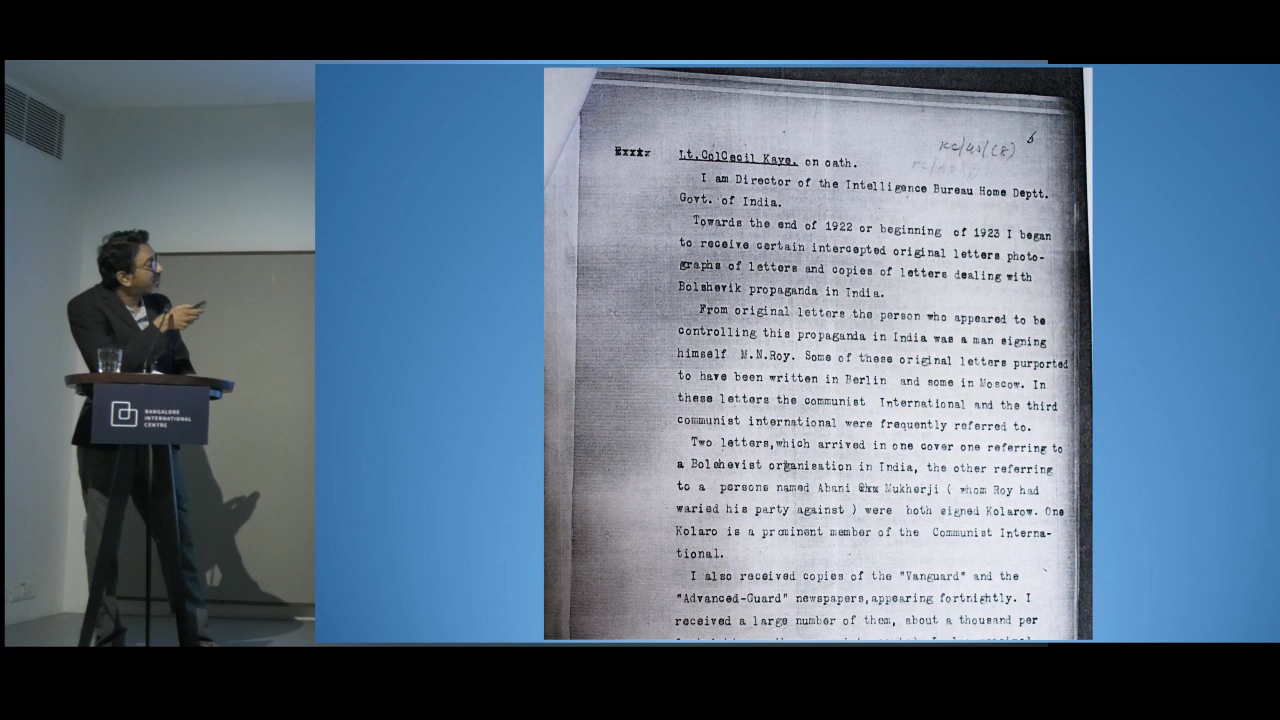 BANGALORE
INTERNATIONAL
CENTRE
6
Lt.ColCecil Kaye. on oath.
I am Director of the Intelligence Bureau Home Deptt.
Govt. of India.
Towards the end of 1922 or beginning of 1923 I began
to receive certain intercepted original letters photo-
graphs of letters and copies of letters dealing with
Bolshevik propaganda in India.
From original letters the person who appeared to be
controlling this propaganda in India was a man signing
himself M.N.Roy. Some of these original letters purported
to have been written in Berlin and some in Moscow. In
these letters the communist International and the third
communist international were frequently referred to.
Two letters,which arrived in one cover one referring to
a Bolshevist organisation in India, the other referring
to a persons named Abani Mukherji ( whom Roy had
waried his party against ) were both signed Kolarow. One
Kolaro is a prominent member of the Communist Interna-
tional.
I also received copies of the "Vanguard" and the
"Advanced-Guard" newspapers,appearing fortnightly. I
received a large number of them, about a thousand per